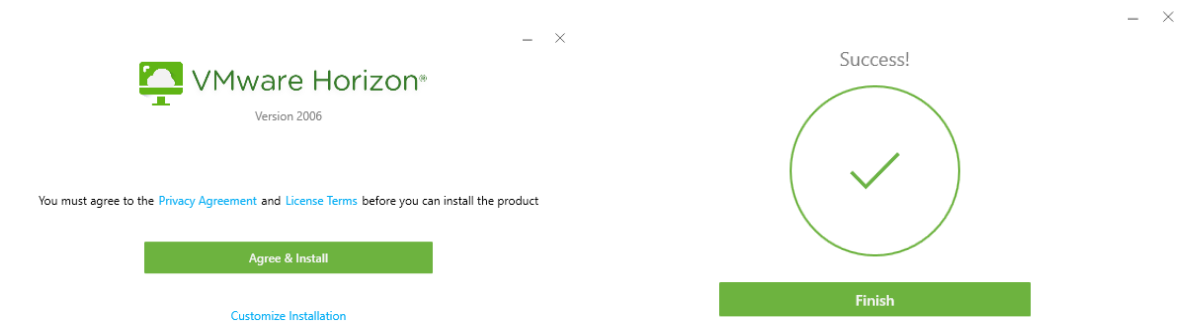 VMware Horizon®
Version 2006
You must agree to the Privacy Agreement and License Terms before you can install the product
Agree & Install
Customize Installation
Success!
Finish